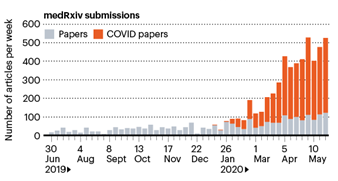 medRxiv submissions
Number of articles per week
Papers
COVID papers
600
500
400
300
200
100
0
30 4 8 13 17 22 26 1 5 10
Jun Aug Sept Oct Nov Dec Jan Mar Apr May
2019▶ 2020▶